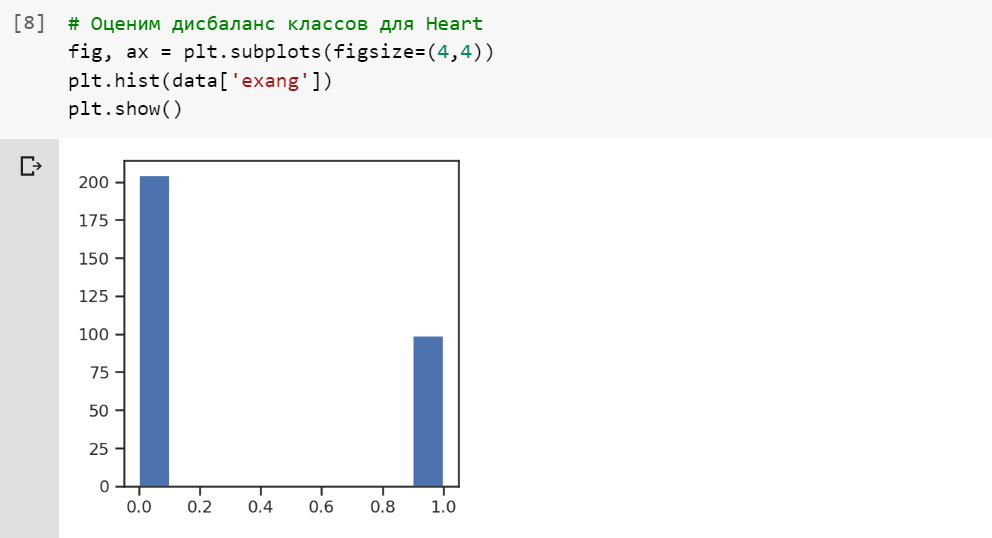 [8] # Оценим дисбаланс классов для Heart
fig, ax = plt.subplots(figsize=(4,4))
plt.hist(data['exang'])
plt.show()
200
175
150
125
100
75
50
25
0
0.0 0.2 0.4 0.6 0.8 1.0